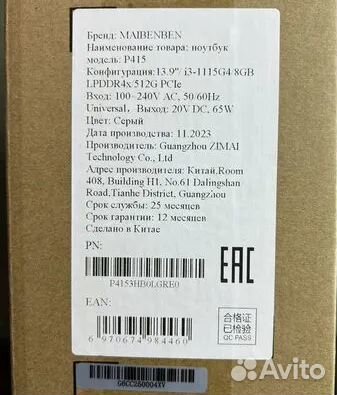 Бренд: MAIBENBEN
Наименование товара: ноутбук
модель: P415
Конфигурация:13.9"/ i3-1115G4/8GB
LPDDR4x/512G PCIe
Вход: 100~240V AC, 50/60Hz
Universal, Выход: 20V DC, 65W
Цвет: Серый
Дата производства: 11.2023
Производитель: Guangzhou ZIMAI
Technology Co., Ltd
Адрес производителя: Китай.Room
408, Building H1, No.61 Dalingshan
Road,Tianhe District, Guangzhou
Срок службы: 25 месяцев
Срок гарантии: 12 месяцев
Сделано в Китае
PN:
P4153HB0LGRE0
EAC
EAN:
6 970674 984460
合格证
已检验
QC PASS
G6CC250004XV
Avito